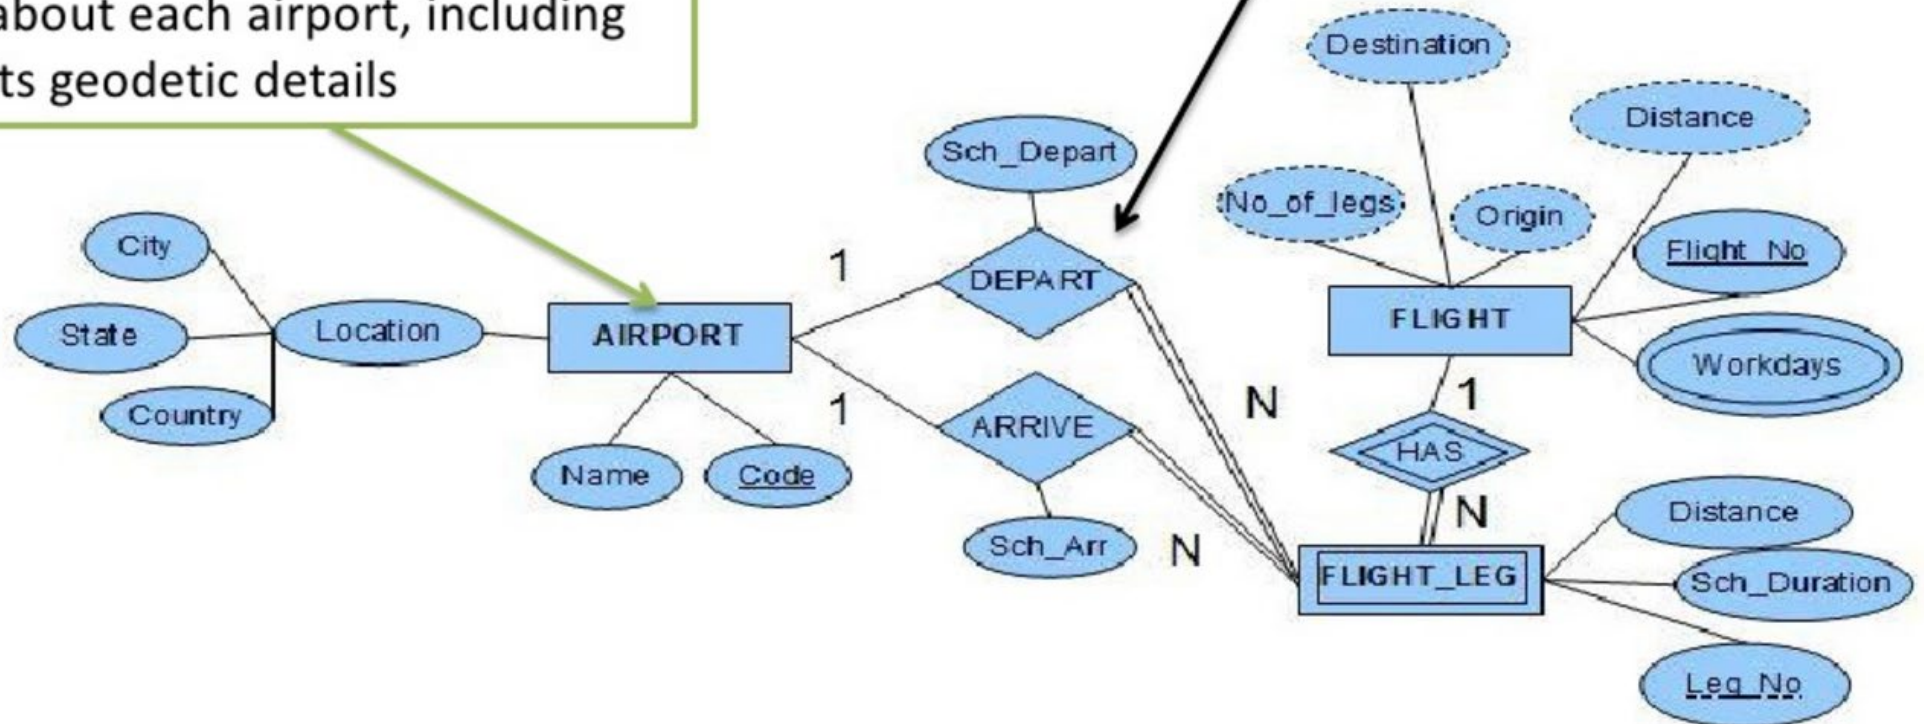 about each airport, including
ts geodetic details
Destination
Distance
Sch_Depart
No_of_legs
Origin
City
Flight_No
1
DEPART
State
Location
AIRPORT
FLIGHT
Workdays
Country
1
ARRIVE
N
1
HAS
Name
Code
N
Distance
Sch_Arr
N
FLIGHT_LEG
Sch_Duration
Leg_No